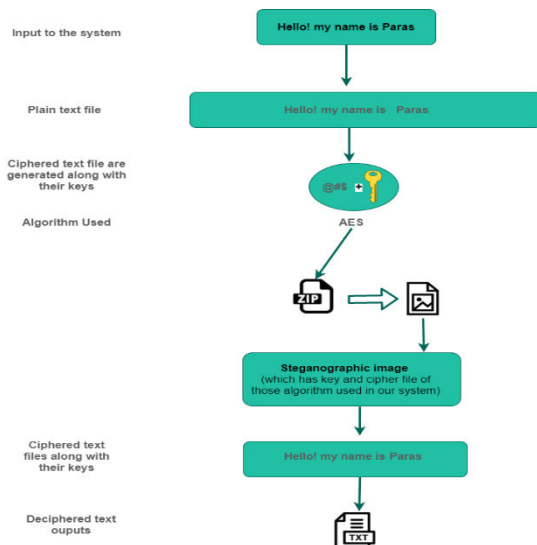 Input to the system
Hello! my name is Paras
Plain text file
Hello! my name is Paras
Ciphered text file are
generated along with
their keys
@#$ +
Algorithm Used
AES
ZIP
Steganographic image
(which has key and cipher file of
those algorithm used in our system)
Ciphered text
files along with
their keys
Hello! my name is Paras
Deciphered text
ouputs
TXT